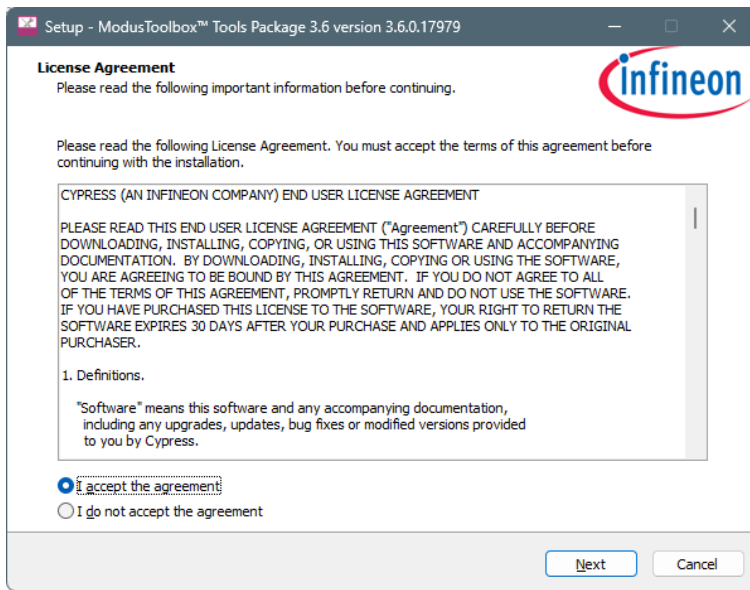 Setup - ModusToolbox™ Tools Package 3.6 version 3.6.0.17979
License Agreement
Please read the following important information before continuing.
infineon
Please read the following License Agreement. You must accept the terms of this agreement before
continuing with the installation.
CYPRESS (AN INFINEON COMPANY) END USER LICENSE AGREEMENT
PLEASE READ THIS END USER LICENSE AGREEMENT ("Agreement") CAREFULLY BEFORE
DOWNLOADING, INSTALLING, COPYING, OR USING THIS SOFTWARE AND ACCOMPANYING
DOCUMENTATION.  BY DOWNLOADING, INSTALLING, COPYING OR USING THE SOFTWARE,
YOU ARE AGREEING TO BE BOUND BY THIS AGREEMENT.  IF YOU DO NOT AGREE TO ALL
OF THE TERMS OF THIS AGREEMENT, PROMPTLY RETURN AND DO NOT USE THE SOFTWARE.
IF YOU HAVE PURCHASED THIS LICENSE TO THE SOFTWARE, YOUR RIGHT TO RETURN THE
SOFTWARE EXPIRES 30 DAYS AFTER YOUR PURCHASE AND APPLIES ONLY TO THE ORIGINAL
PURCHASER.
1. Definitions.
"Software" means this software and any accompanying documentation,
including any upgrades, updates, bug fixes or modified versions provided
to you by Cypress.
I accept the agreement
I do not accept the agreement
Next
Cancel